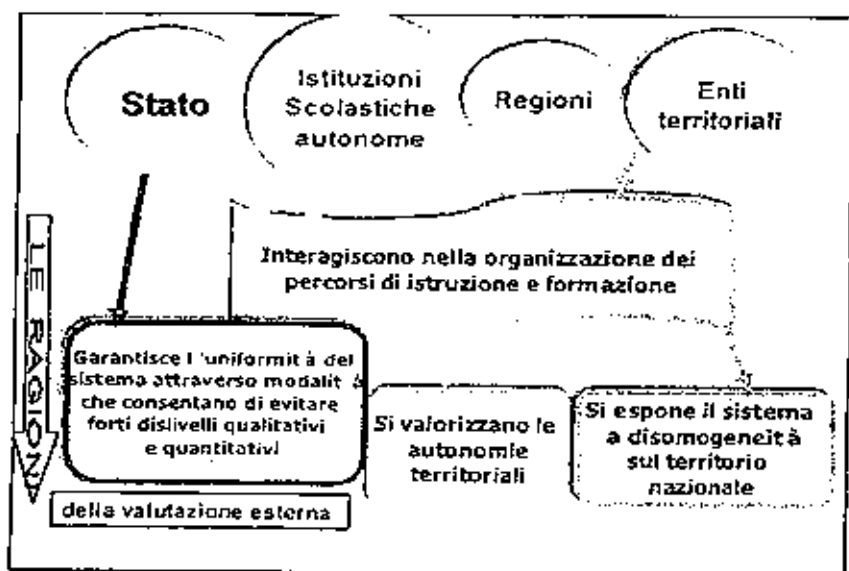 Stato
Istituzioni
Scolastiche
autonome
Regioni
Enti
territoriali
Interagiscono nella organizzazione dei
percorsi di istruzione e formazione
LE RAGIONI
Garantisce l 'uniformit à del
sistema attraverso modalit à
che consentano di evitare
forti dislivelli qualitativi
e quantitativi
Si valorizzano le
autonomie
territoriali
Si espone il sistema
a disomogeneit à
sul territorio
nazionale
della valutazione esterna